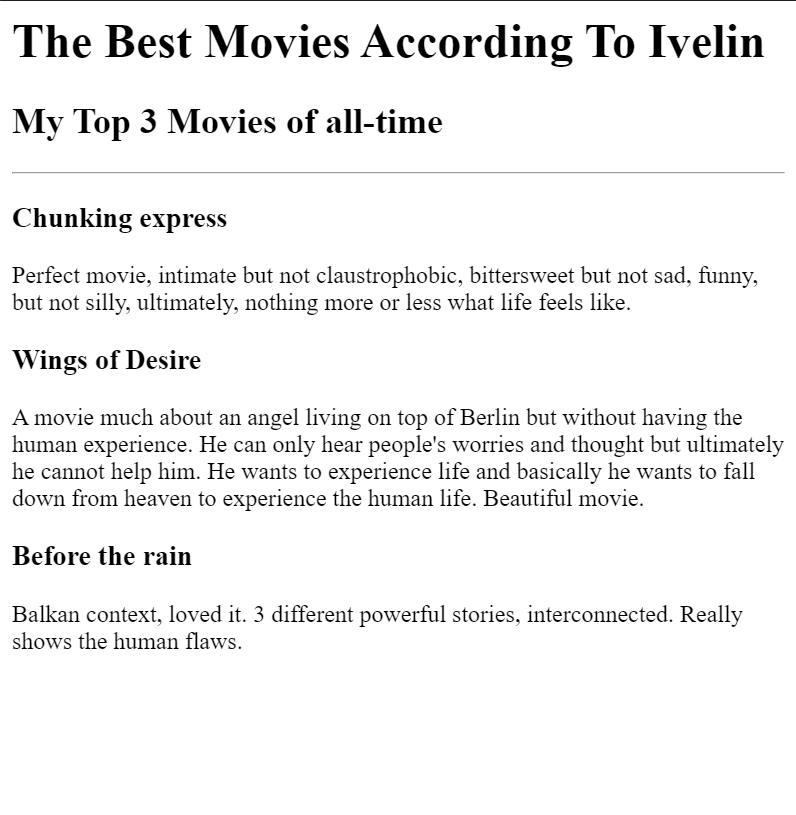 The Best Movies According To Ivelin
My Top 3 Movies of all-time
Chunking express
Perfect movie, intimate but not claustrophobic, bittersweet but not sad, funny,
but not silly, ultimately, nothing more or less what life feels like.
Wings of Desire
A movie much about an angel living on top of Berlin but without having the
human experience. He can only hear people's worries and thought but ultimately
he cannot help him. He wants to experience life and basically he wants to fall
down from heaven to experience the human life. Beautiful movie.
Before the rain
Balkan context, loved it. 3 different powerful stories, interconnected. Really
shows the human flaws.